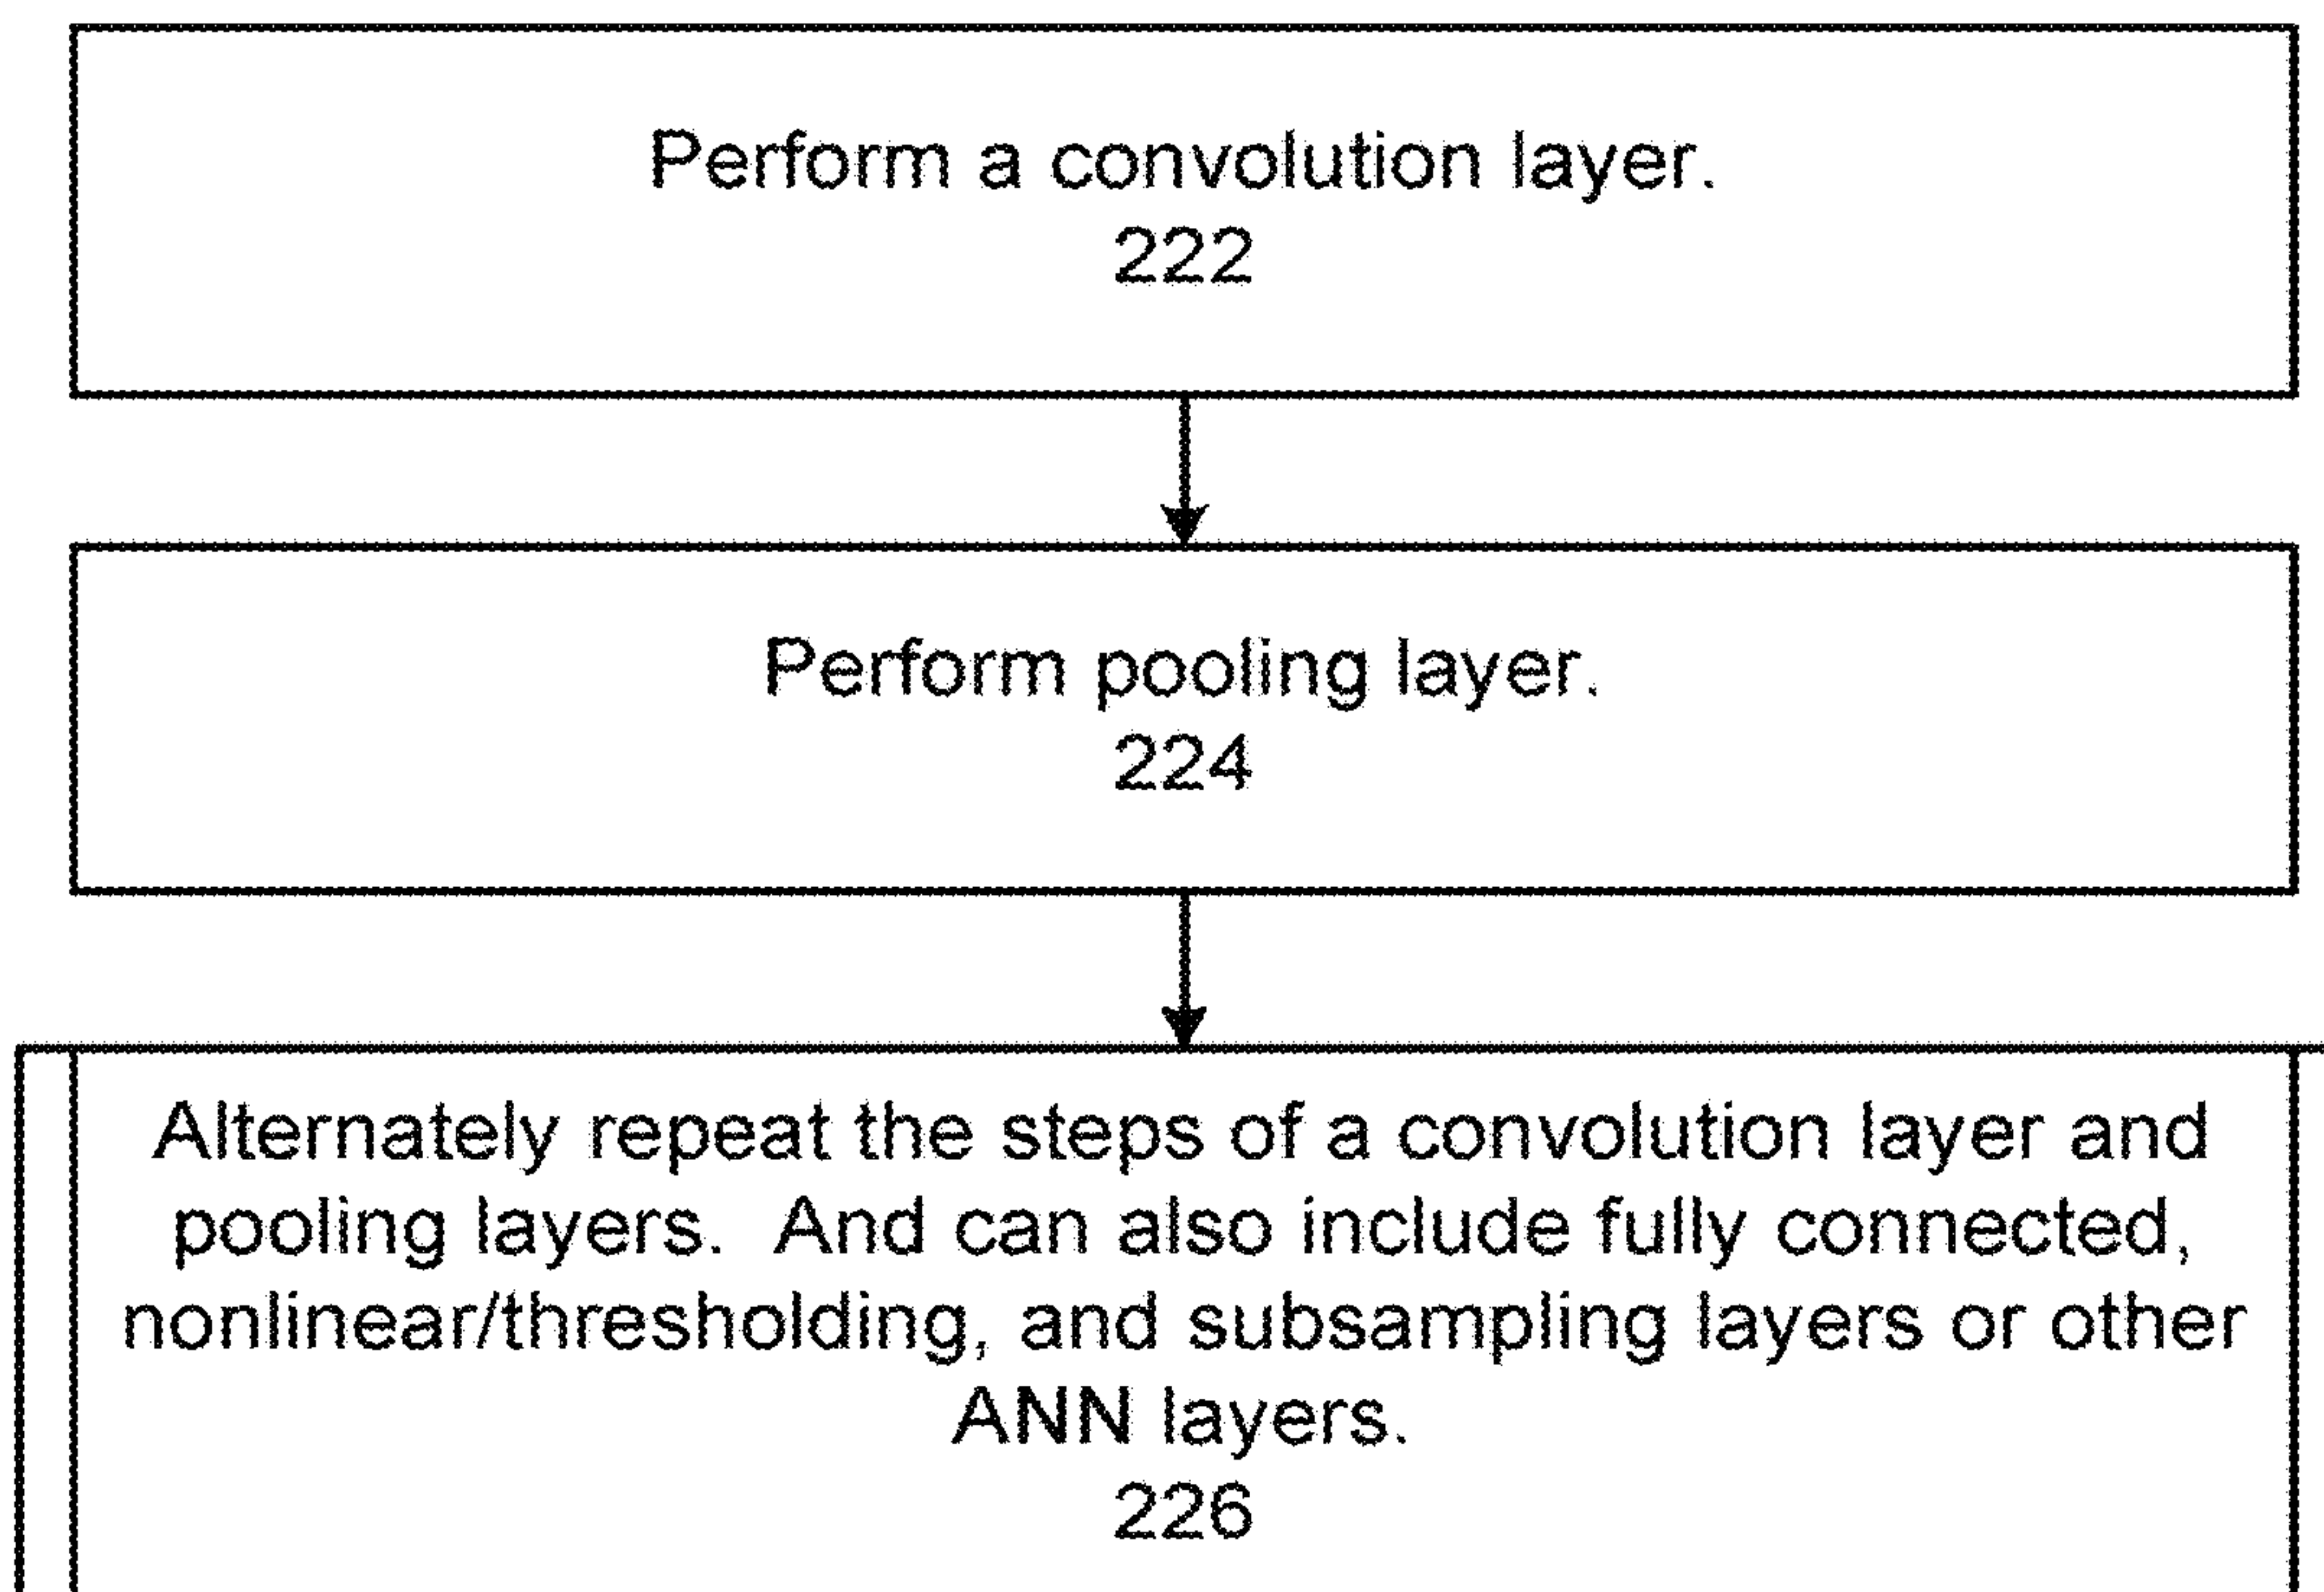 Perform a convolution layer.
222
Perform pooling layer.
224
Alternately repeat the steps of a convolution layer and
pooling layers.  And can also include fully connected,
nonlinear/thresholding, and subsampling layers or other
ANN layers.
226